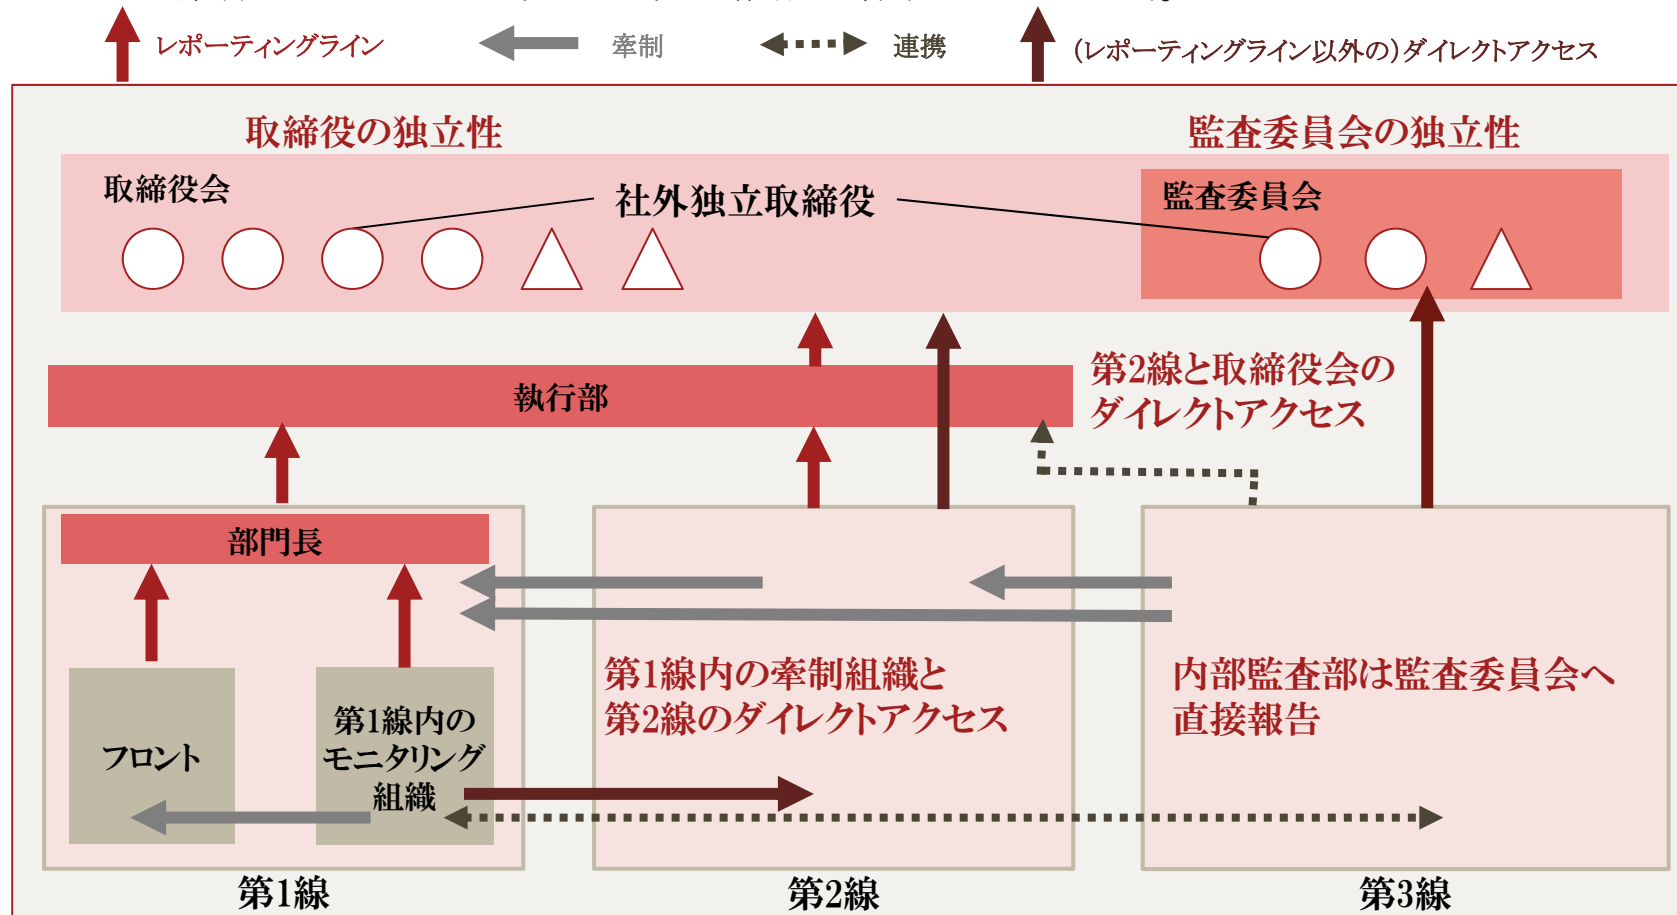 レポーティングライン
牽制
連携
(レポーティングライン以外の)ダイレクトアクセス
取締役の独立性
監査委員会の独立性
取締役会
社外独立取締役
監査委員会
執行部
第2線と取締役会の
ダイレクトアクセス
部門長
フロント
第1線内の
モニタリング
組織
第1線内の牽制組織と
第2線のダイレクトアクセス
内部監査部は監査委員会へ
直接報告
第1線
第2線
第3線